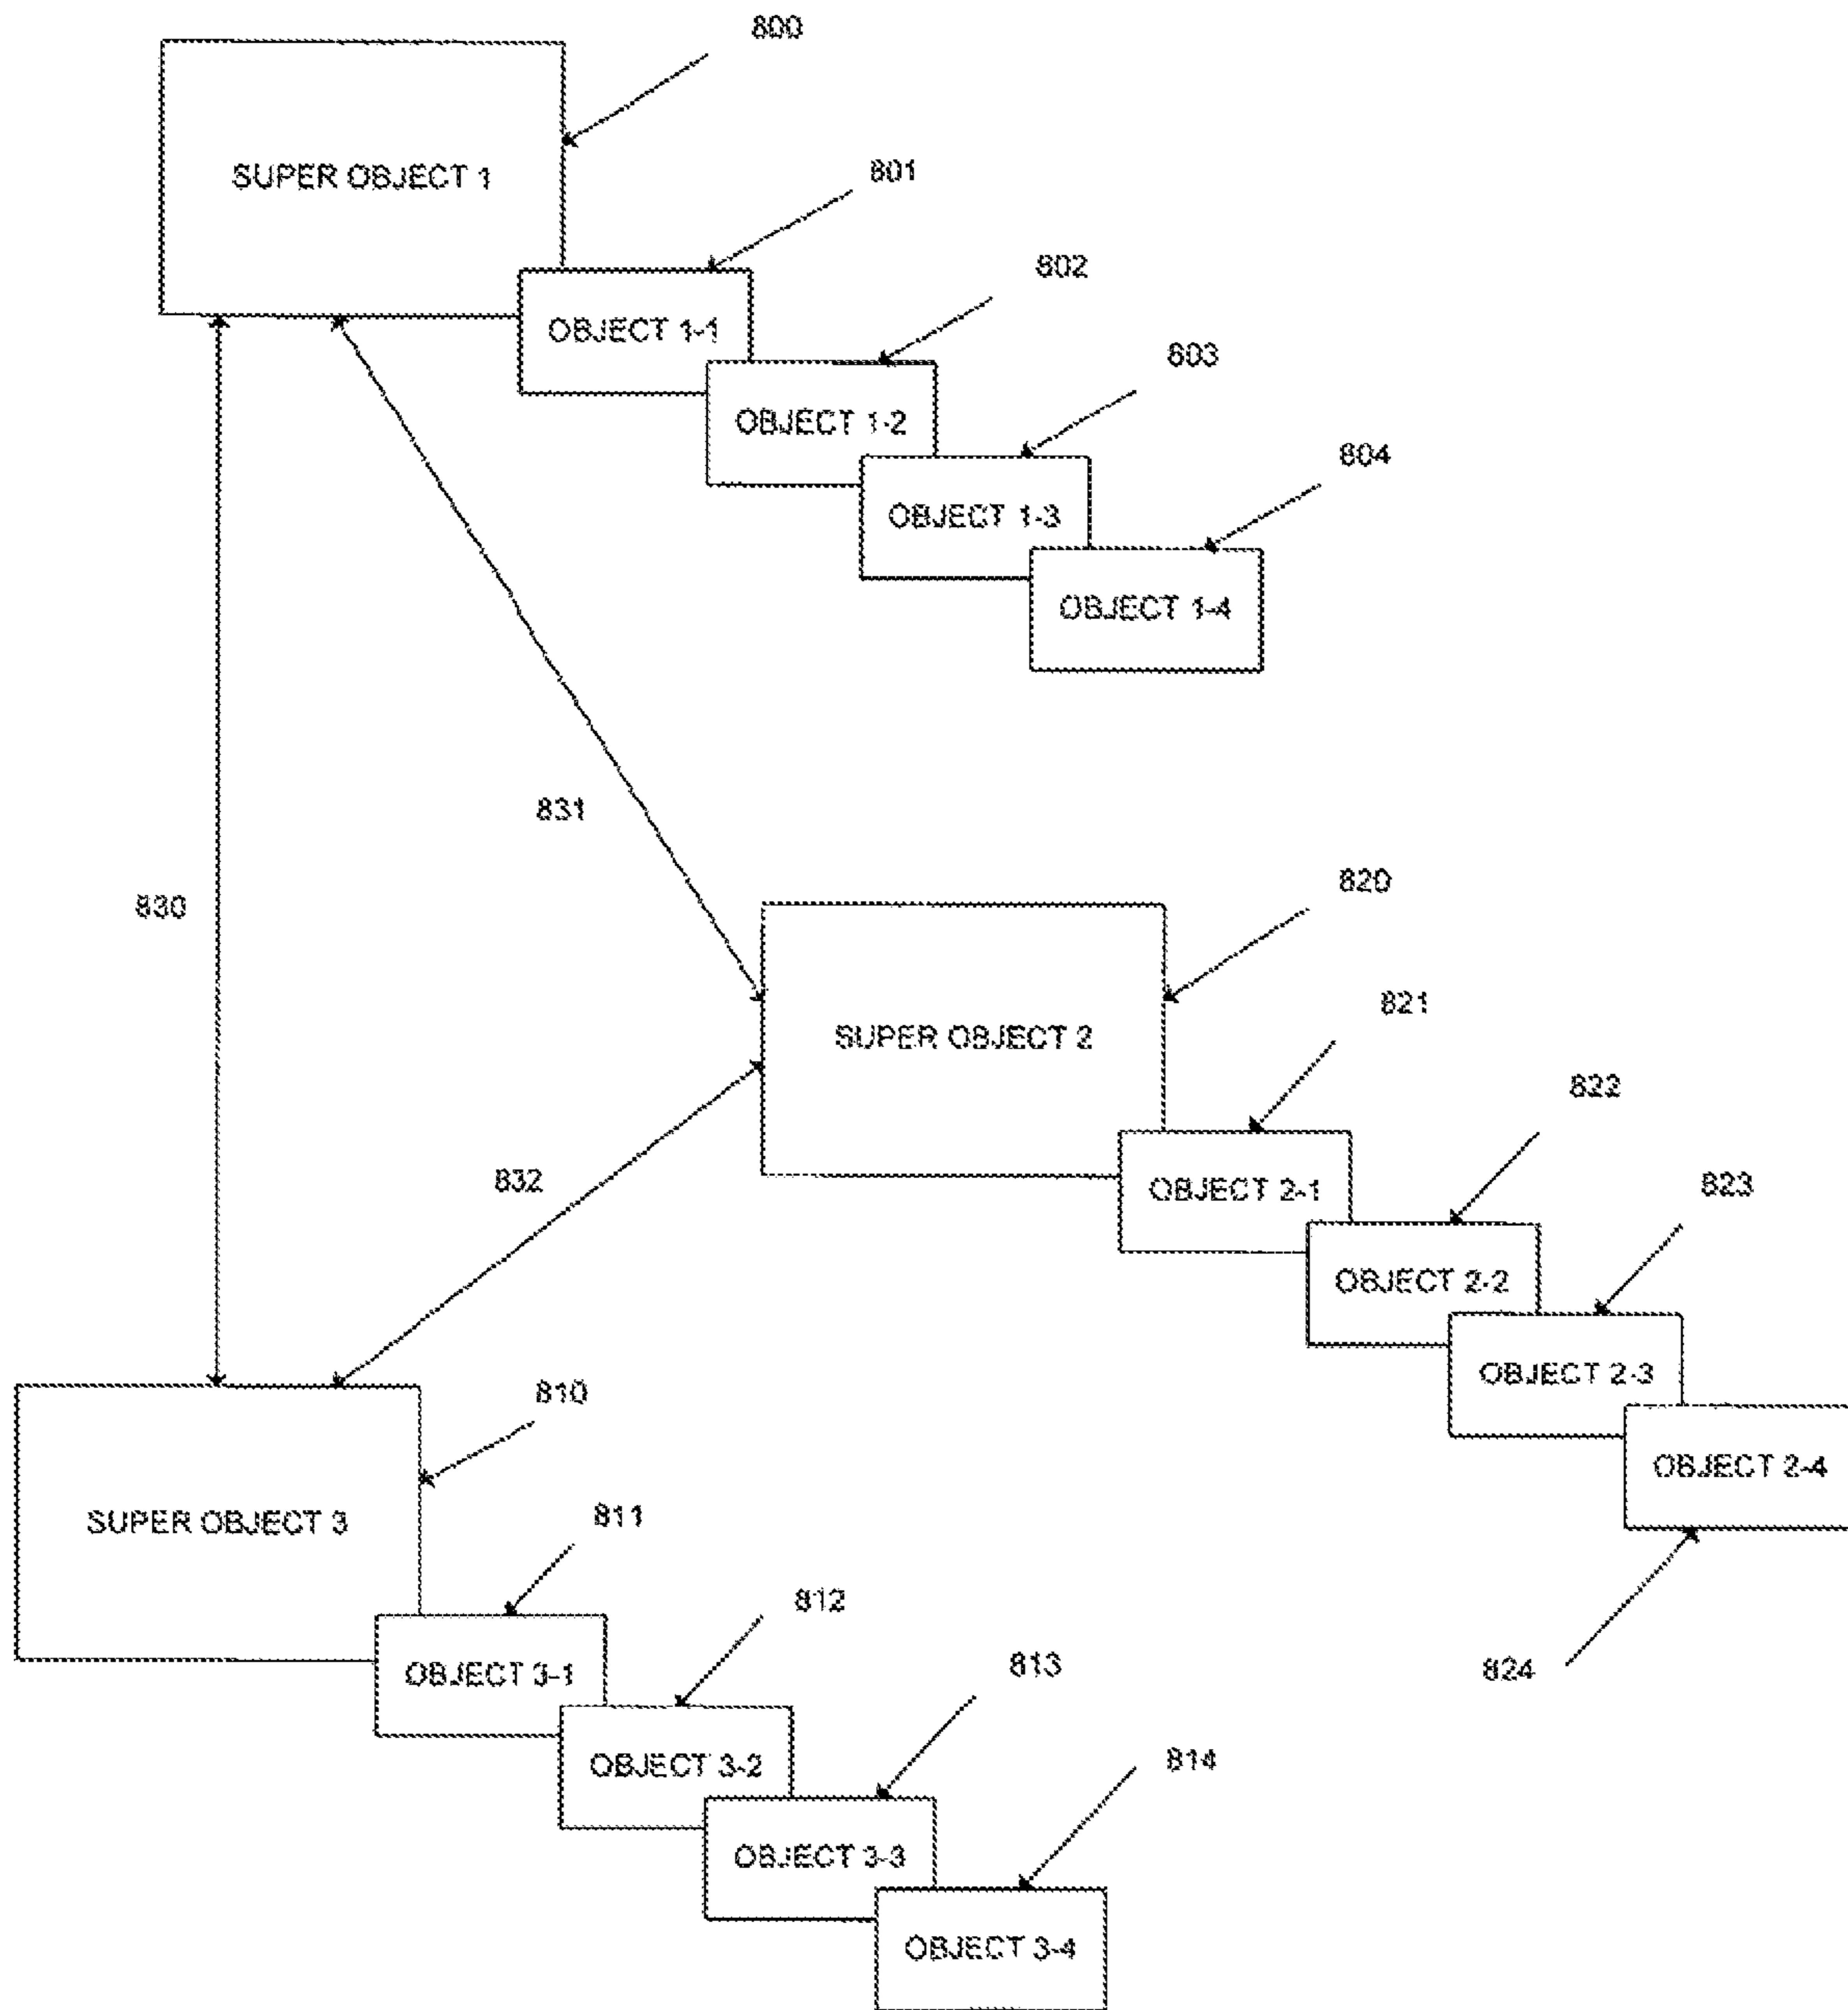 800
SUPER OBJECT 1
801
802
OBJECT 1-1
803
OBJECT 1-2
804
OBJECT 1-3
OBJECT 1-4
831
830
820
821
SUPER OBJECT 2
822
832
OBJECT 2-1
823
OBJECT 2-2
810
OBJECT 2-3
OBJECT 2-4
811
SUPER OBJECT 3
812
813
824
OBJECT 3-1
814
OBJECT 3-2
OBJECT 3-3
OBJECT 3-4